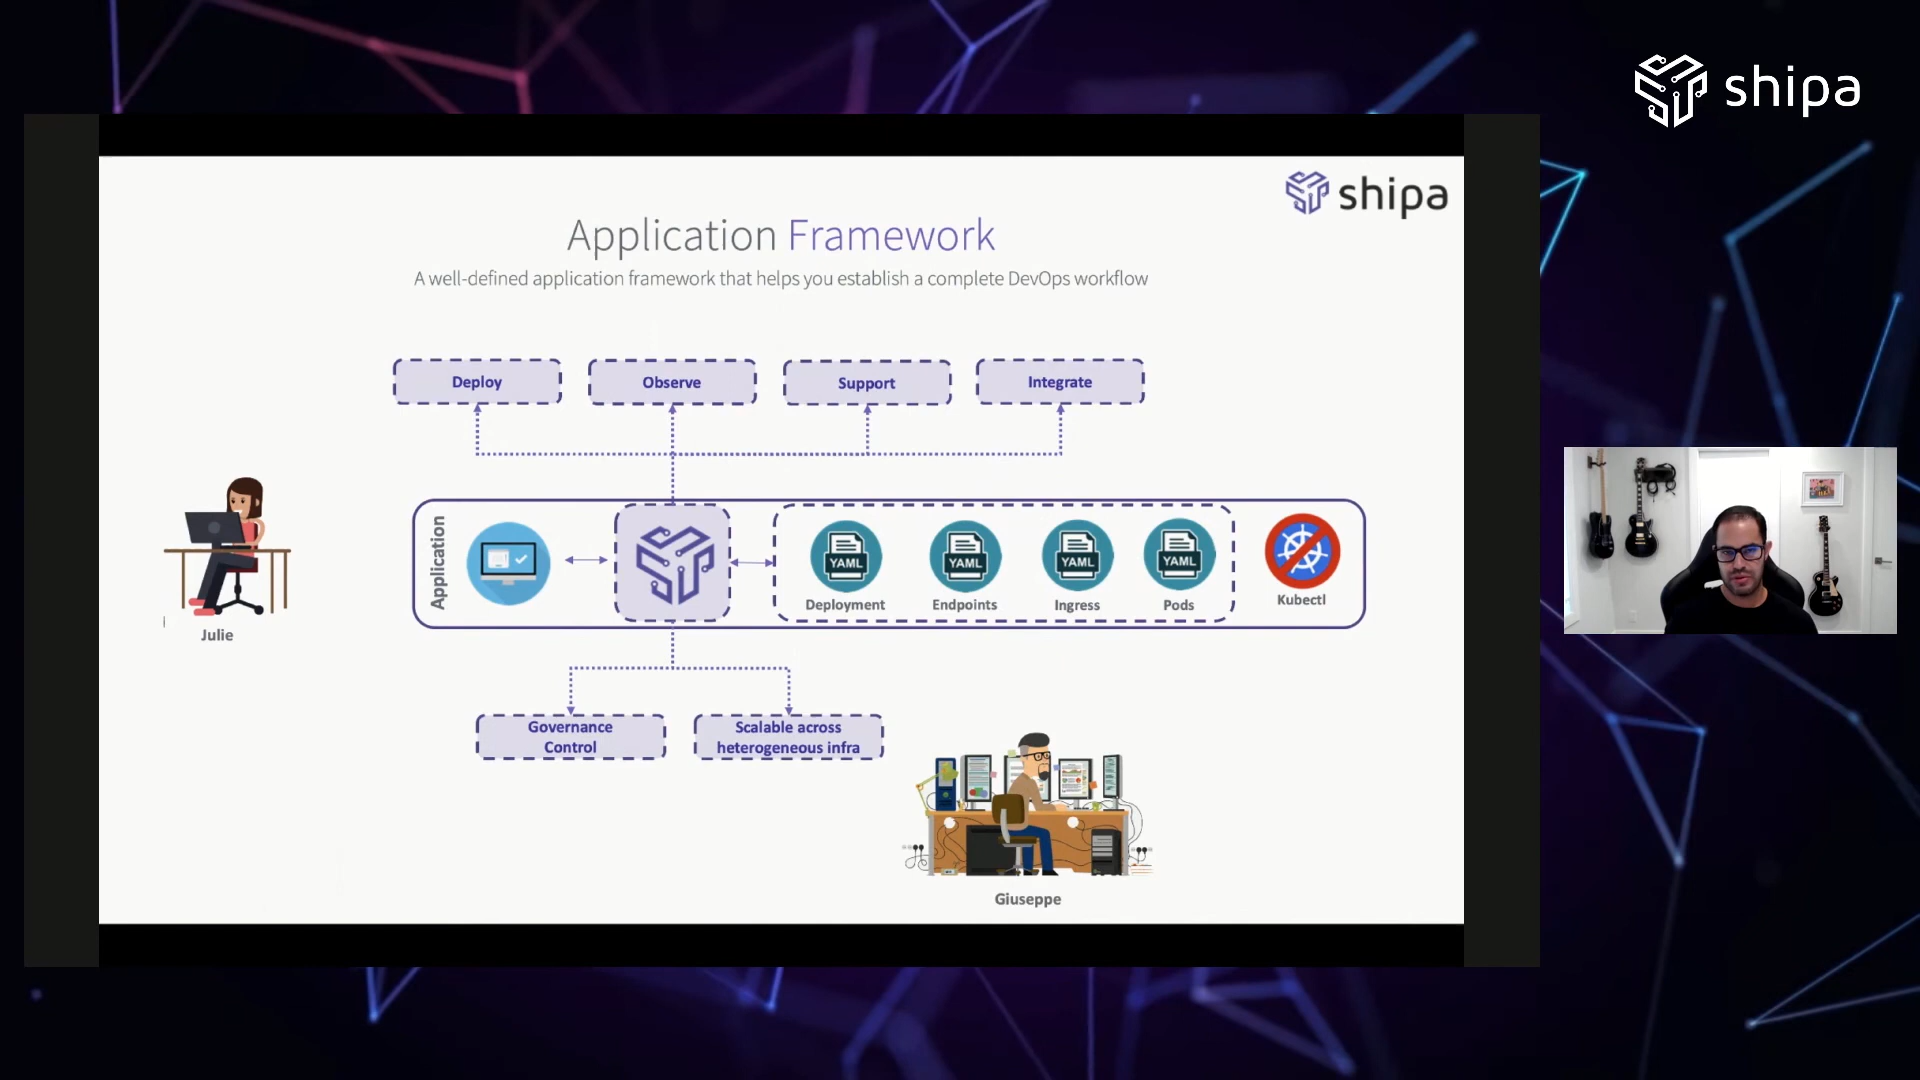 shipa
shipa
Application Framework
A well-defined application framework that helps you establish a complete DevOps workflow
Deploy
Observe
Support
Integrate
Application
YAML
YAML
YAML
YAML
Deployment
Endpoints
Ingress
Pods
Kubectl
Julie
Governance
Control
Scalable across
heterogeneous infra
Giuseppe